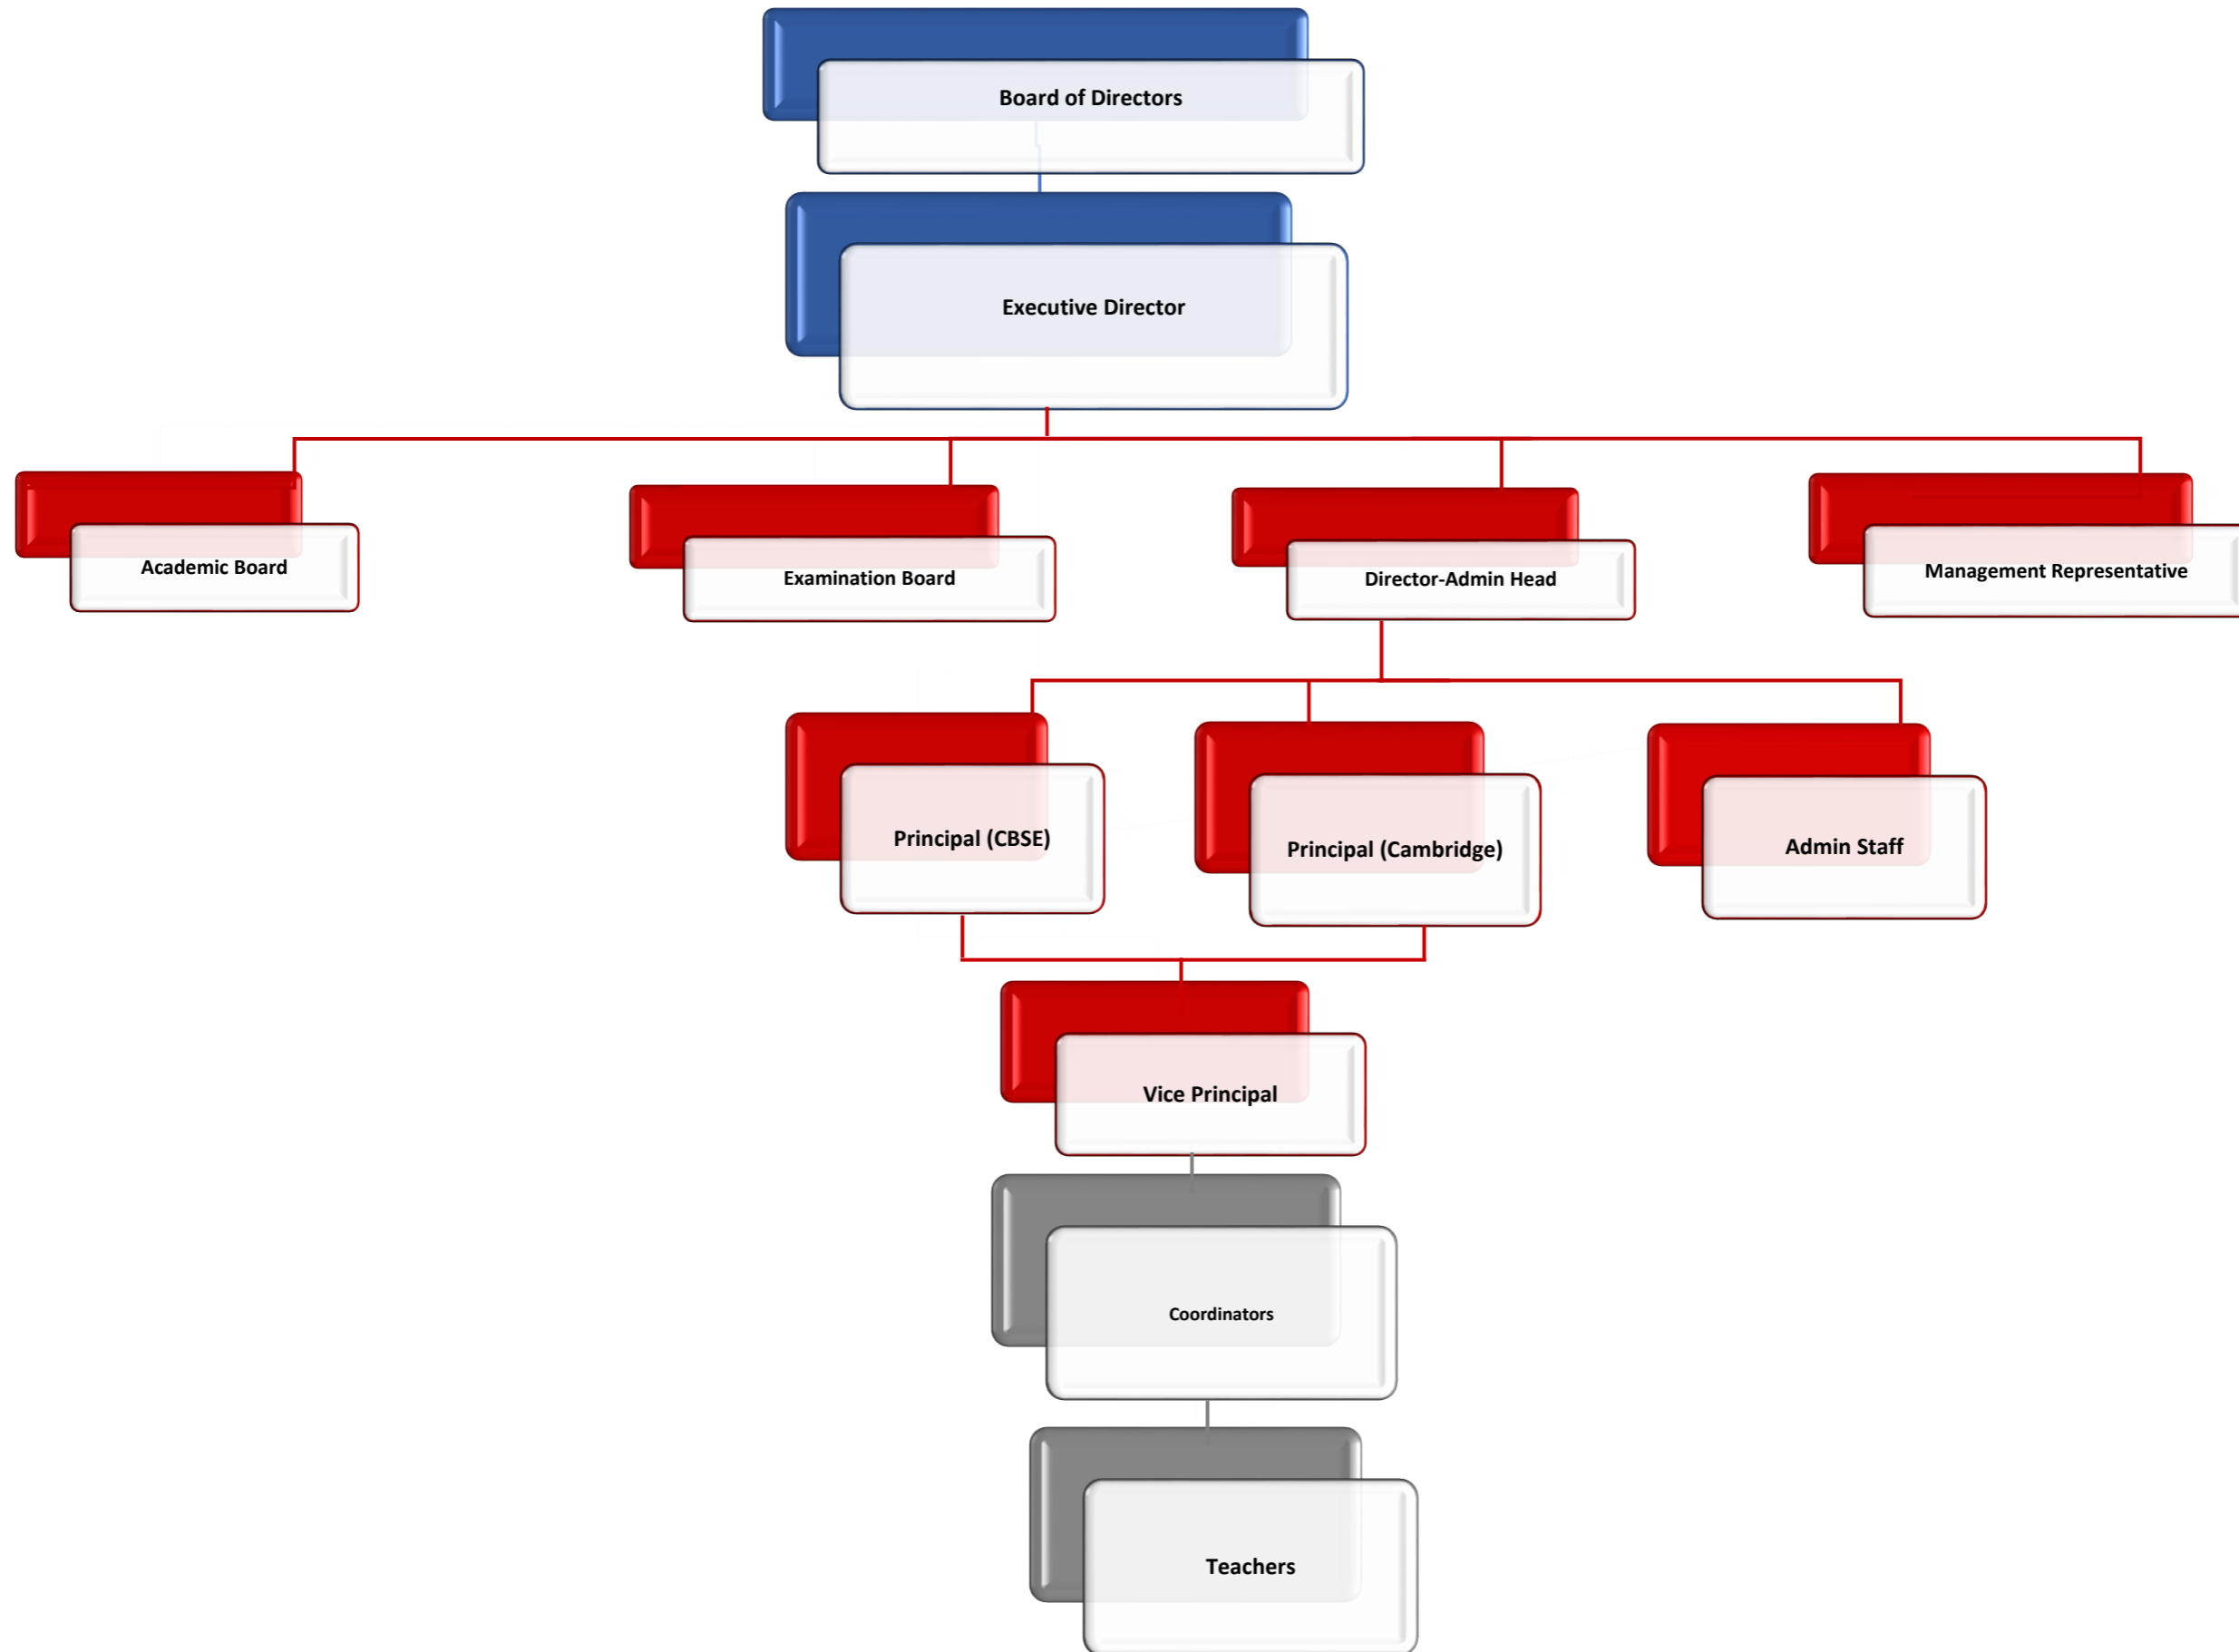 Board of Directors
Executive Director
Academic Board
Examination Board
Director-Admin Head
Management Representative
Principal (CBSE)
Principal (Cambridge)
Admin Staff
Vice Principal
Coordinators
Teachers